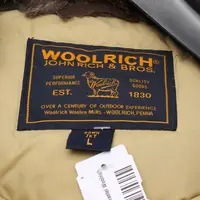 WOOLRICH
JOHN RICH & BROS.
SUPERIOR PERFORMANCE
QUALITY GOODS
EST. 1830
OVER A CENTURY OF OUTDOOR EXPERIENCE
Woolrich Woolen Mills - WOOLRICH, PENNA
L